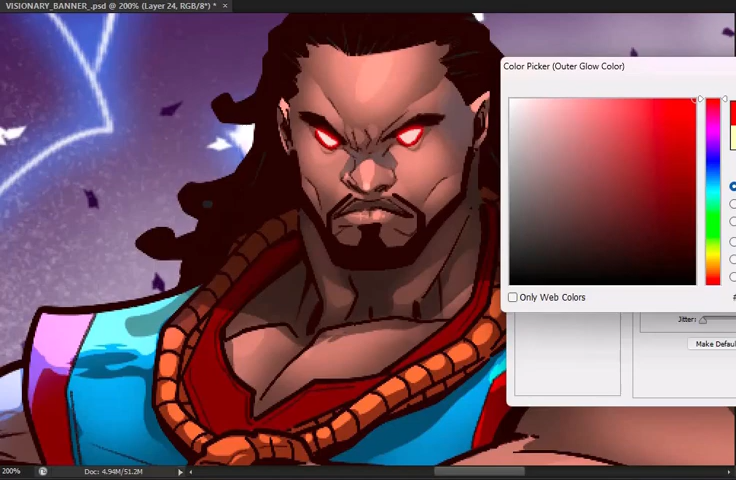 VISIONARY_BANNER_.psd @ 200% (Layer 24, RGB/8*) * ×
Color Picker (Outer Glow Color)
Only Web Colors
#
Jitter:
Make Defaul
200%
Doc: 4.94M/51.2M